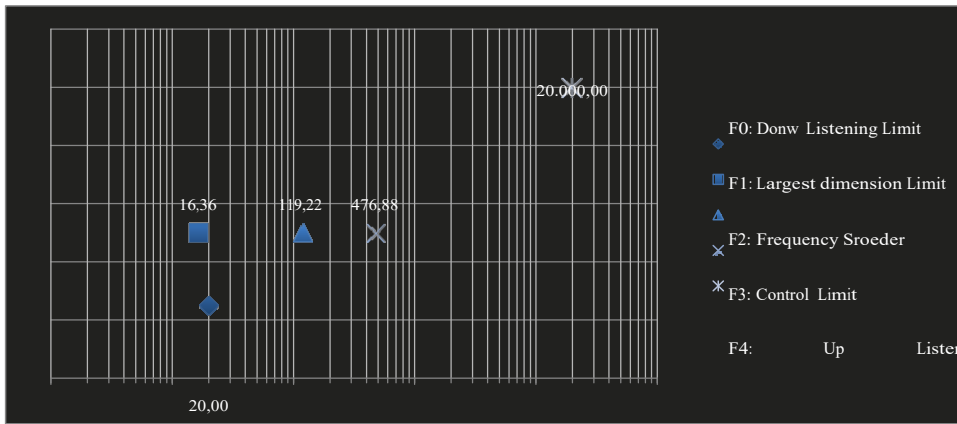 20.000,00
16,36 119,22 476,88
20,00
F0: Donw Listening Limit
F1: Largest dimension Limit
F2: Frequency Sroeder
F3: Control Limit
F4: Up Listen